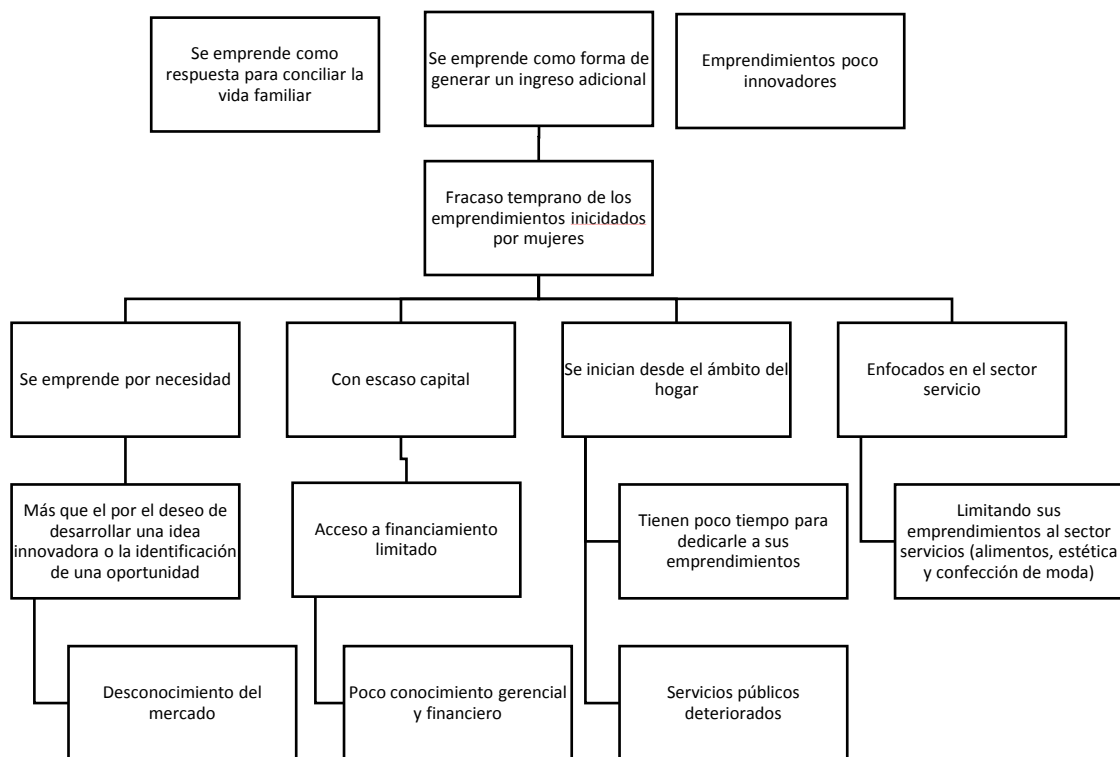 Se emprende como
respuesta para conciliar la
vida familiar
Se emprende como forma de
generar un ingreso adicional
Emprendimientos poco
innovadores
Fracaso temprano de los
emprendimientos inicidados
por mujeres
Se emprende por necesidad
Con escaso capital
Se inician desde el ámbito del
hogar
Enfocados en el sector
servicio
Más que el por el deseo de
desarrollar una idea
innovadora o la identificación
de una oportunidad
Acceso a financiamiento
limitado
Tienen poco tiempo para
dedicarle a sus
emprendimientos
Limitando sus
emprendimientos al sector
servicios (alimentos, estética
y confección de moda)
Desconocimiento del
mercado
Poco conocimiento gerencial
y financiero
Servicios públicos
deteriorados